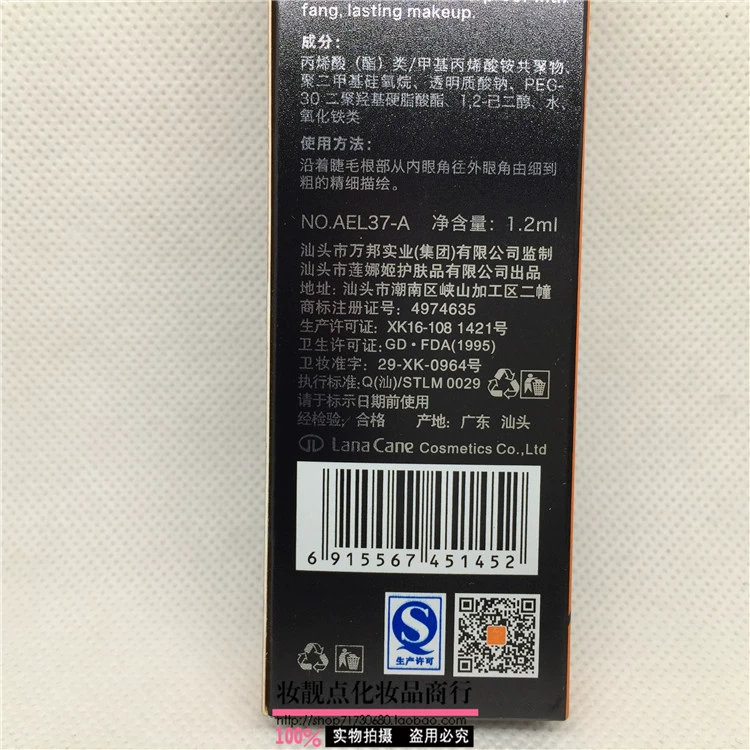 fang, lasting makeup.
成分：
丙烯酸（酯）类/甲基丙烯酸铵共聚物、
聚二甲基硅氧烷、透明质酸钠、PEG-
30 二聚羟基硬脂酸酯、1,2-已二醇、水、
氧化铁类
使用方法：
沿着睫毛根部从内眼角往外眼角由细到
粗的精细描绘。
NO.AEL37-A 净含量：1.2ml
汕头市万邦实业(集团)有限公司监制
汕头市莲娜姬护肤品有限公司出品
地址：汕头市潮南区峡山加工区二幢
商标注册证号：4974635
生产许可证：XK16-108 1421号
卫生许可证：GD·FDA(1995)
卫妆准字：29-XK-0964号
执行标准：Q(汕)/STLM 0029
请于标示日期前使用
经检验：合格 产地：广东 汕头
LanaCane Cosmetics Co.,Ltd
6 915567 451452
生产许可
妆靓点化妆品商行
http://shop71730680.taobao.com
100% 实物拍摄 盗用必究